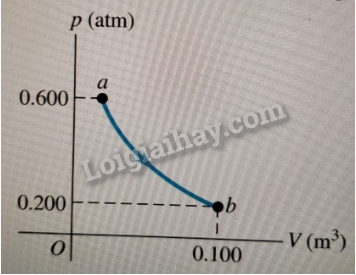 p (atm)
a
0.600
Loigiaihay.com
0.200
b
O
0.100
V (m³)